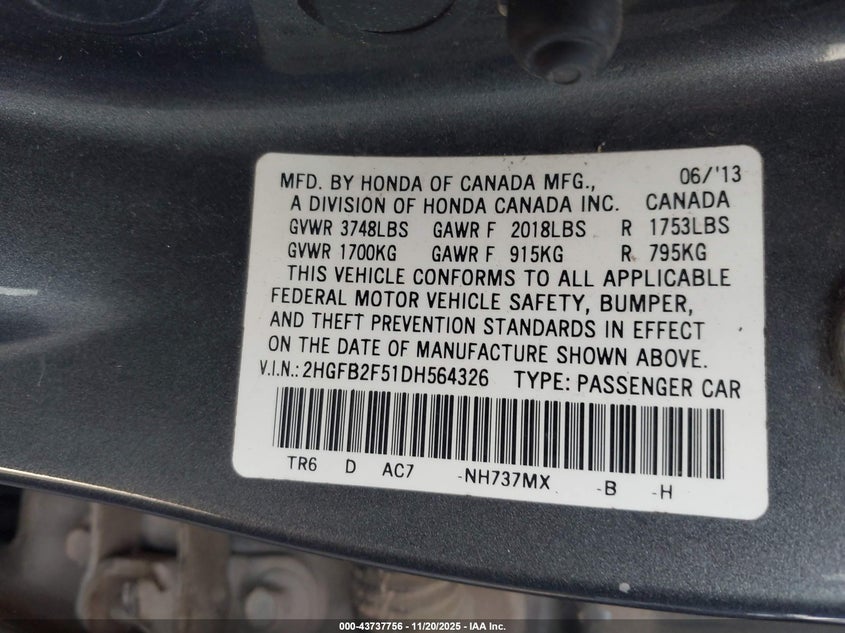 MFD. BY HONDA OF CANADA MFG., 06/'13
A DIVISION OF HONDA CANADA INC. CANADA
GVWR 3748LBS GAWR F 2018LBS R 1753LBS
GVWR 1700KG GAWR F 915KG R 795KG
THIS VEHICLE CONFORMS TO ALL APPLICABLE
FEDERAL MOTOR VEHICLE SAFETY, BUMPER,
AND THEFT PREVENTION STANDARDS IN EFFECT
ON THE DATE OF MANUFACTURE SHOWN ABOVE.
V.I.N.: 2HGFB2F51DH564326 TYPE: PASSENGER CAR
TR6 D AC7 -NH737MX -B -H
000-43737756 | 11/20/2025 - IAA Inc.